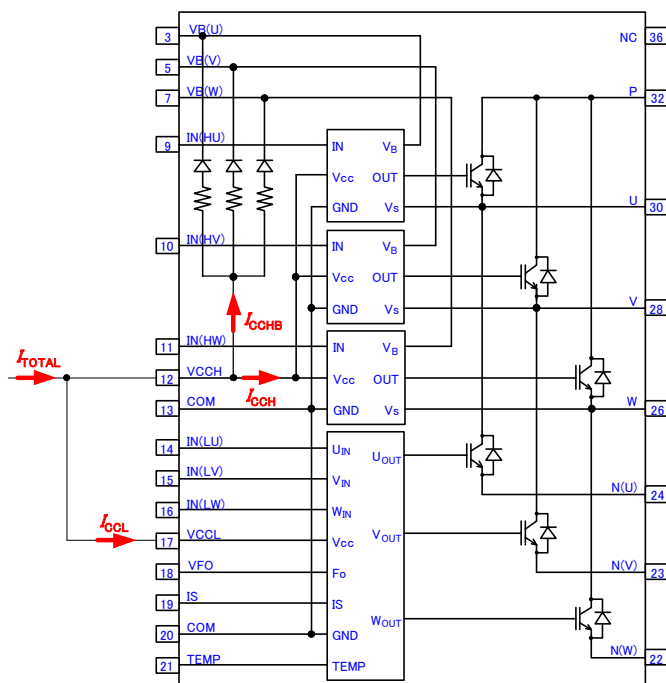 3 VB(U) NC 36
5 VB(V)
7 VB(W) P 32
9 IN(HU) IN VB
Vcc OUT
GND Vs U 30
10 IN(HV) IN VB
Vcc OUT
ICCHB GND Vs V 28
11 IN(HW) IN VB
ITOTAL
12 VCCH ICCH Vcc OUT
13 COM GND Vs W 26
14 IN(LU) UIN UOUT
15 IN(LV) VIN N(U) 24
16 IN(LW) WIN
ICCL 17 VCCL Vcc VOUT
18 VFO Fo N(V) 23
19 IS IS WOUT
20 COM GND
21 TEMP TEMP N(W) 22